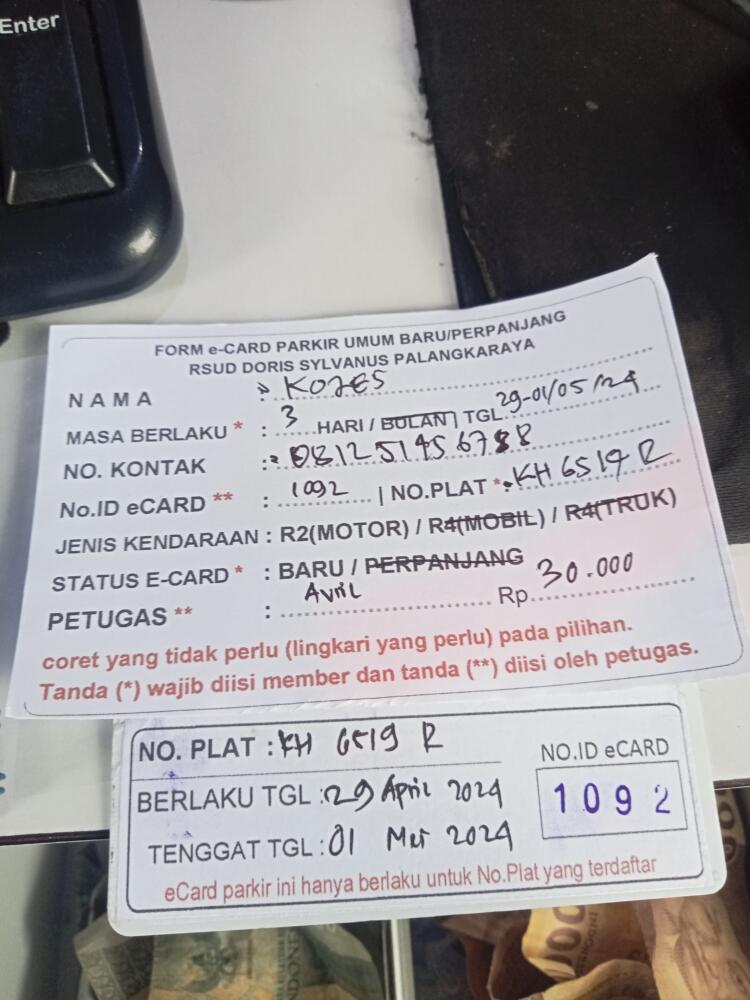 Enter
FORM e-CARD PARKIR UMUM BARU/PERPANJANG
RSUD DORIS SYLVANUS PALANGKARAYA
NAMA : KOJES
MASA BERLAKU * : 3 HARI / BULAN | TGL 29-01/05/24
NO. KONTAK : 081251956788
No.ID eCARD ** : 1092 | NO.PLAT * : KH 6519 R
JENIS KENDARAAN : R2(MOTOR) / R4(MOBIL) / R4(TRUK)
STATUS E-CARD * : BARU / PERPANJANG
PETUGAS ** : Avril Rp. 30.000
coret yang tidak perlu (lingkari yang perlu) pada pilihan.
Tanda (*) wajib diisi member dan tanda (**) diisi oleh petugas.
NO. PLAT : KH 6519 R
NO.ID eCARD
BERLAKU TGL : 29 April 2024
1092
TENGGAT TGL : 01 Mei 2024
eCard parkir ini hanya berlaku untuk No.Plat yang terdaftar